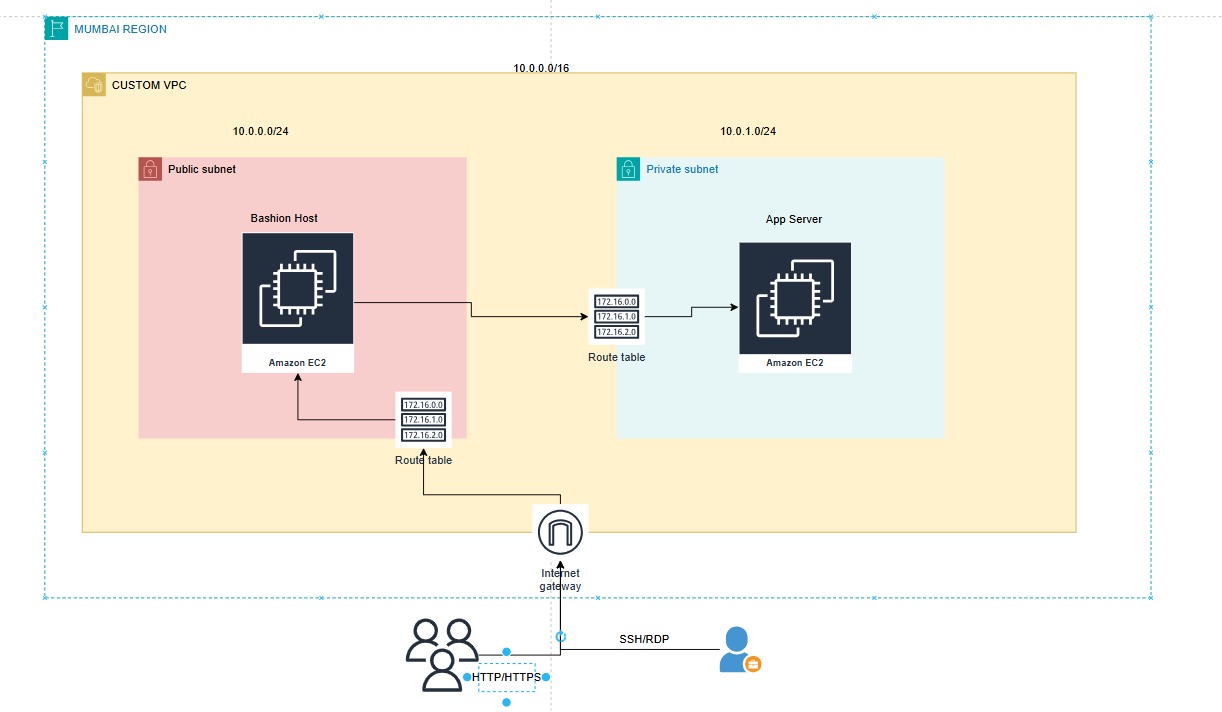 MUMBAI REGION
10.0.0.0/16
CUSTOM VPC
10.0.0.0/24
10.0.1.0/24
Public subnet
Private subnet
Bashion Host
App Server
172.16.0.0
172.16.1.0
172.16.2.0
Route table
Amazon EC2
Amazon EC2
172.16.0.0
172.16.1.0
172.16.2.0
Route table
Internet
gateway
SSH/RDP
HTTP/HTTPS